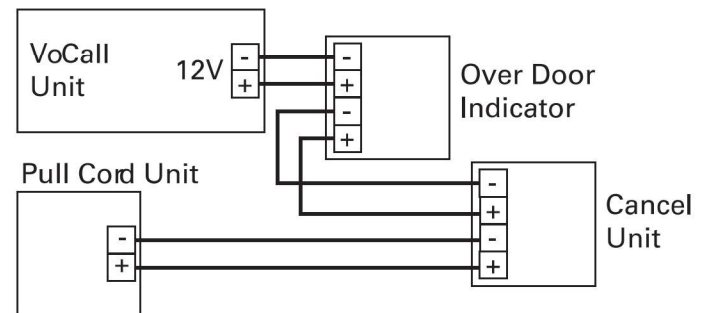 VoCall
Unit
12V
-
+
-
+
-
+
Over Door
Indicator
Pull Cord Unit
-
+
-
+
-
+
Cancel
Unit